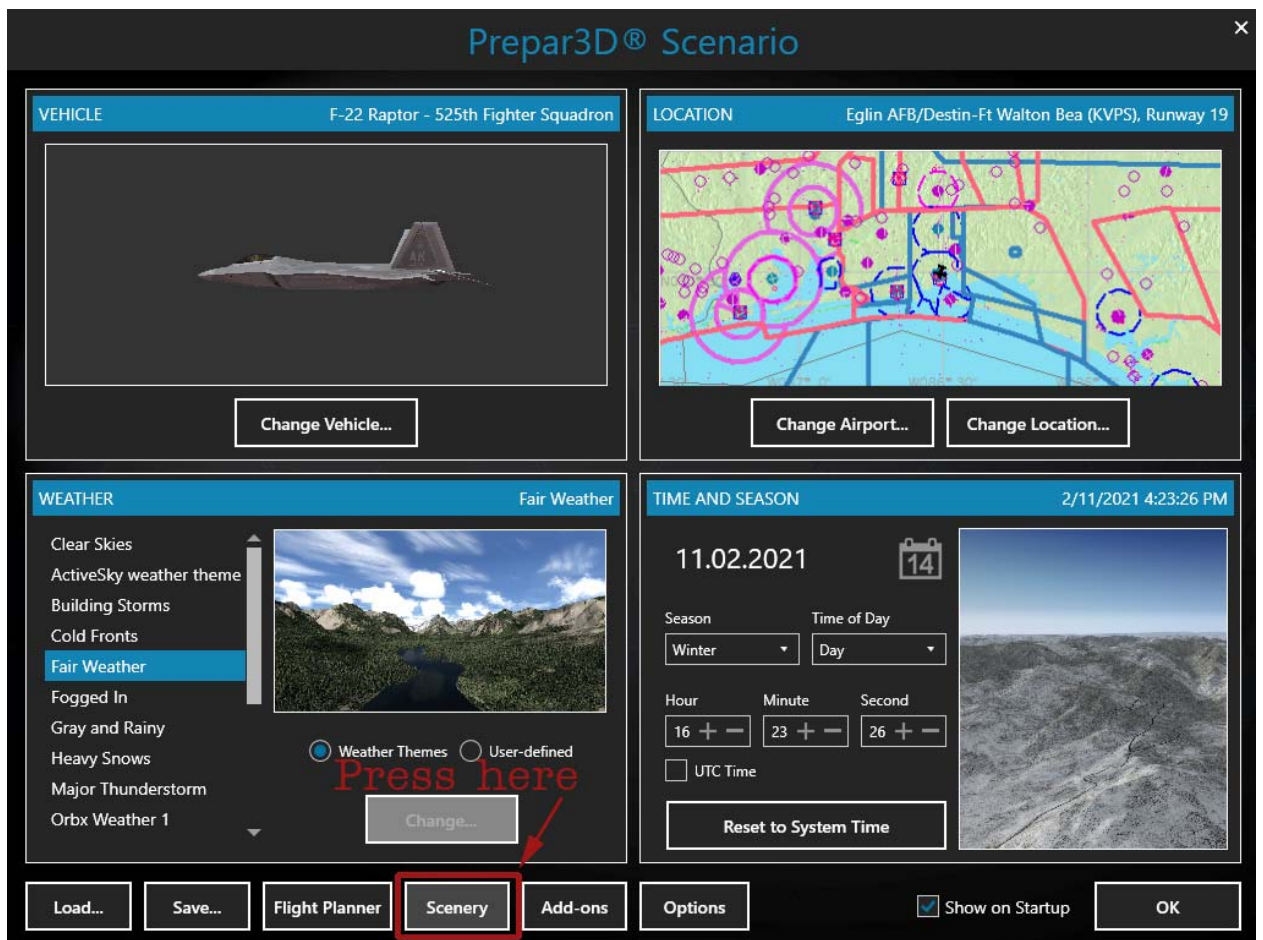 Prepar3D® Scenario
VEHICLE F-22 Raptor - 525th Fighter Squadron
AK
Change Vehicle...
LOCATION Eglin AFB/Destin-Ft Walton Bea (KVPS), Runway 19
W086° 30'
Change Airport... Change Location...
WEATHER Fair Weather
Clear Skies
ActiveSky weather theme
Building Storms
Cold Fronts
Fair Weather
Fogged In
Gray and Rainy
Heavy Snows
Major Thunderstorm
Orbx Weather 1
Weather Themes User-defined
Press here
Change...
TIME AND SEASON 2/11/2021 4:23:26 PM
11.02.2021 14
Season Time of Day
Winter Day
Hour Minute Second
16 + − 23 + − 26 + −
UTC Time
Reset to System Time
Load... Save... Flight Planner Scenery Add-ons Options Show on Startup OK